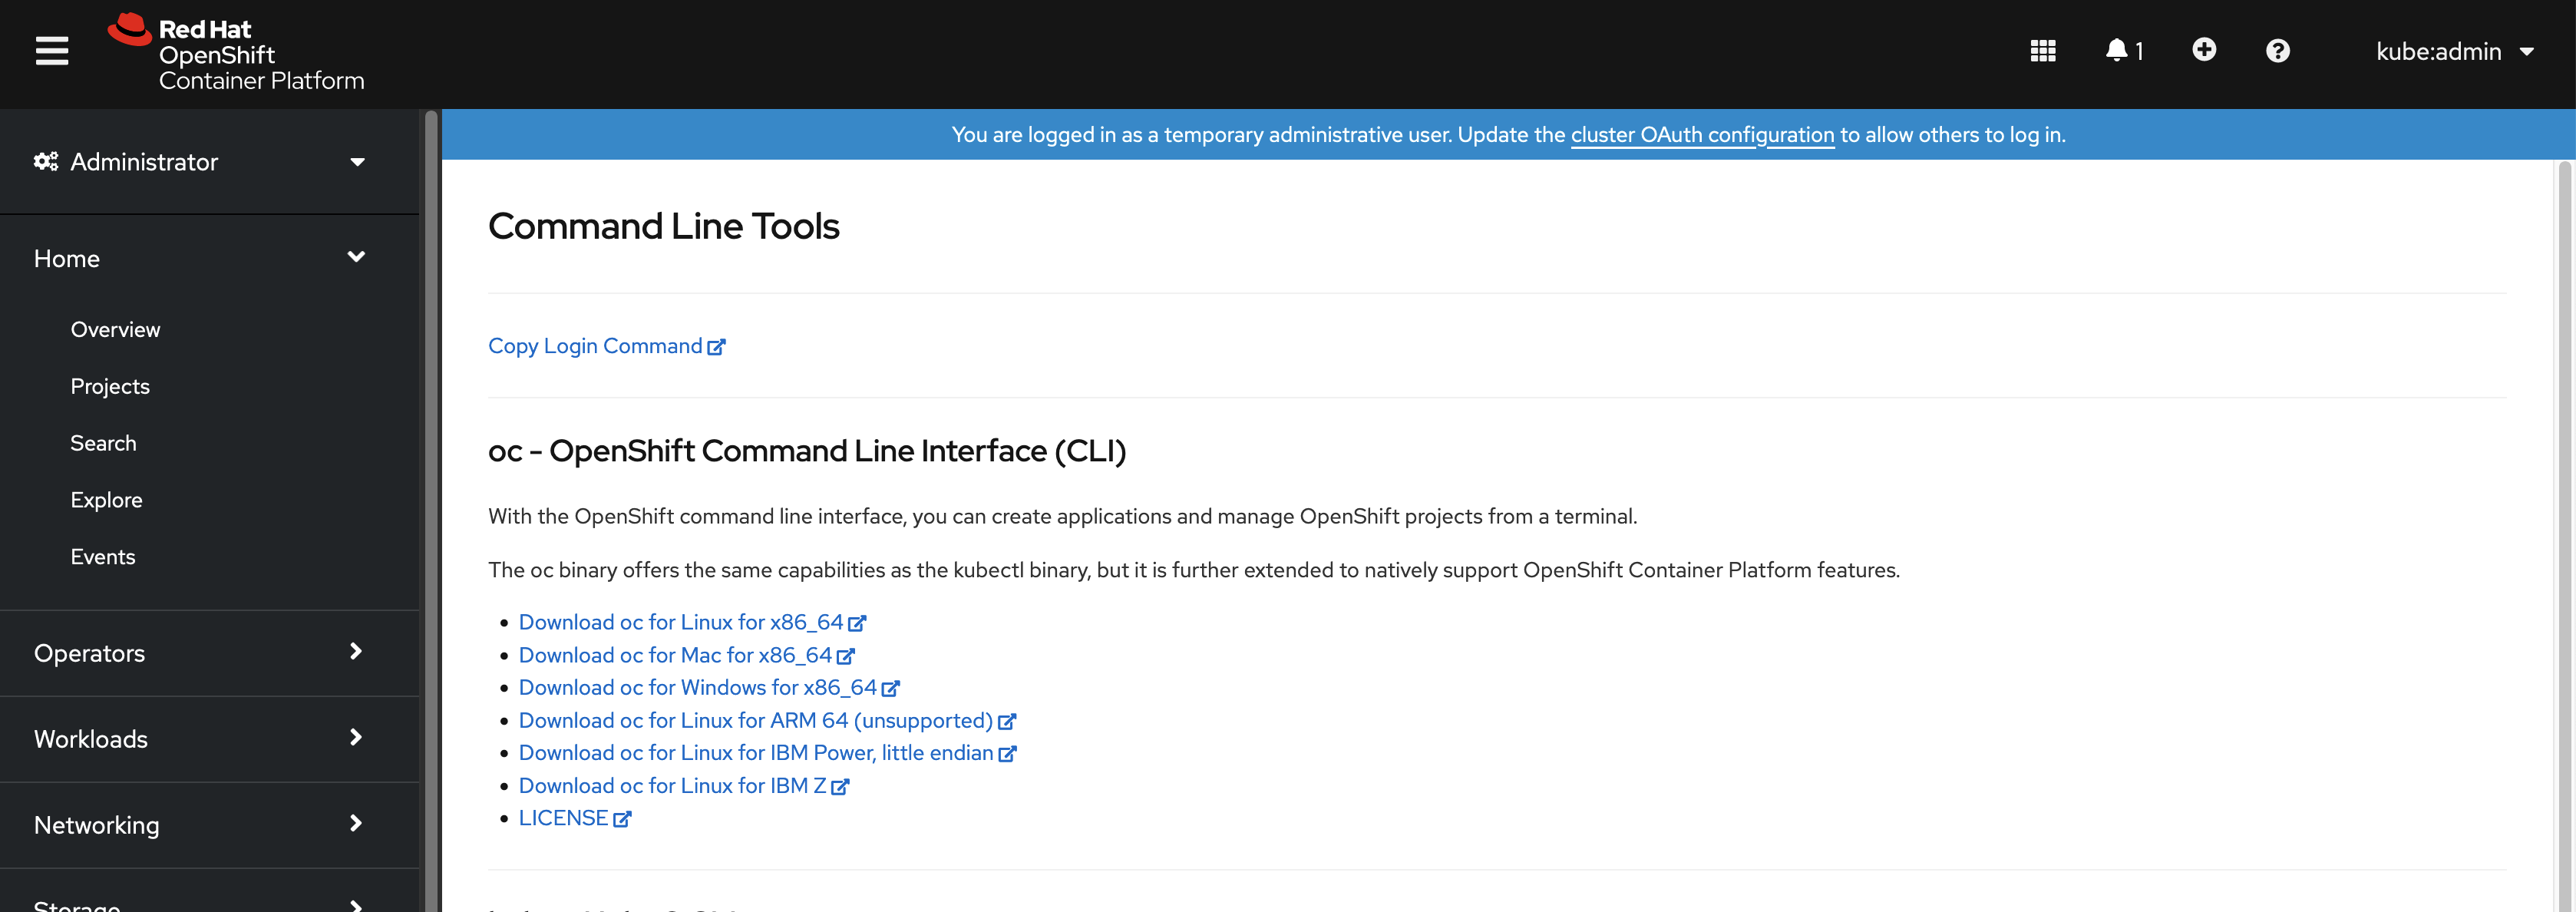 Red Hat
OpenShift
Container Platform
1
kube:admin
Administrator
Home
Overview
Projects
Search
Explore
Events
Operators
Workloads
Networking
Storage
You are logged in as a temporary administrative user. Update the cluster OAuth configuration to allow others to log in.
Command Line Tools
Copy Login Command
oc - OpenShift Command Line Interface (CLI)
With the OpenShift command line interface, you can create applications and manage OpenShift projects from a terminal.
The oc binary offers the same capabilities as the kubectl binary, but it is further extended to natively support OpenShift Container Platform features.
Download oc for Linux for x86_64
Download oc for Mac for x86_64
Download oc for Windows for x86_64
Download oc for Linux for ARM 64 (unsupported)
Download oc for Linux for IBM Power, little endian
Download oc for Linux for IBM Z
LICENSE